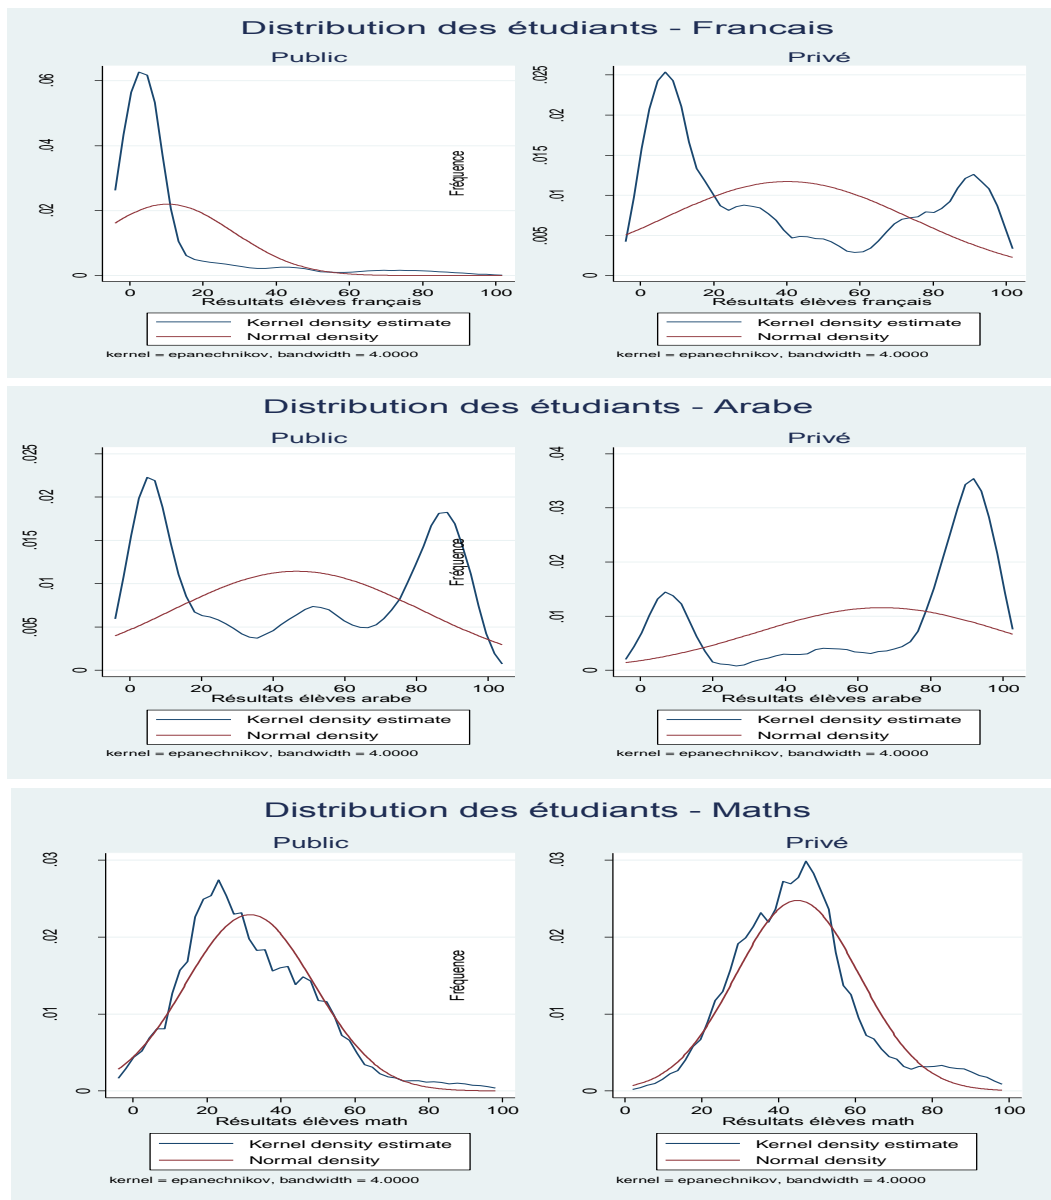 Distribution des étudiants - Francais
Public
Privé
.06
.04
.02
0
Fréquence
.025
.02
.015
.01
.005
0
0 20 40 60 80 100
Résultats élèves français
0 20 40 60 80 100
Résultats élèves français
Kernel density estimate
Normal density
kernel = epanechnikov, bandwidth = 4.0000
Kernel density estimate
Normal density
kernel = epanechnikov, bandwidth = 4.0000
Distribution des étudiants - Arabe
Public
Privé
.025
.02
.015
.01
.005
0
Fréquence
.04
.03
.02
.01
0
0 20 40 60 80 100
Résultats élèves arabe
0 20 40 60 80 100
Résultats élèves arabe
Kernel density estimate
Normal density
kernel = epanechnikov, bandwidth = 4.0000
Kernel density estimate
Normal density
kernel = epanechnikov, bandwidth = 4.0000
Distribution des étudiants - Maths
Public
Privé
.03
.02
.01
0
Fréquence
.03
.02
.01
0
0 20 40 60 80 100
Résultats élèves math
0 20 40 60 80 100
Résultats élèves math
Kernel density estimate
Normal density
kernel = epanechnikov, bandwidth = 4.0000
Kernel density estimate
Normal density
kernel = epanechnikov, bandwidth = 4.0000